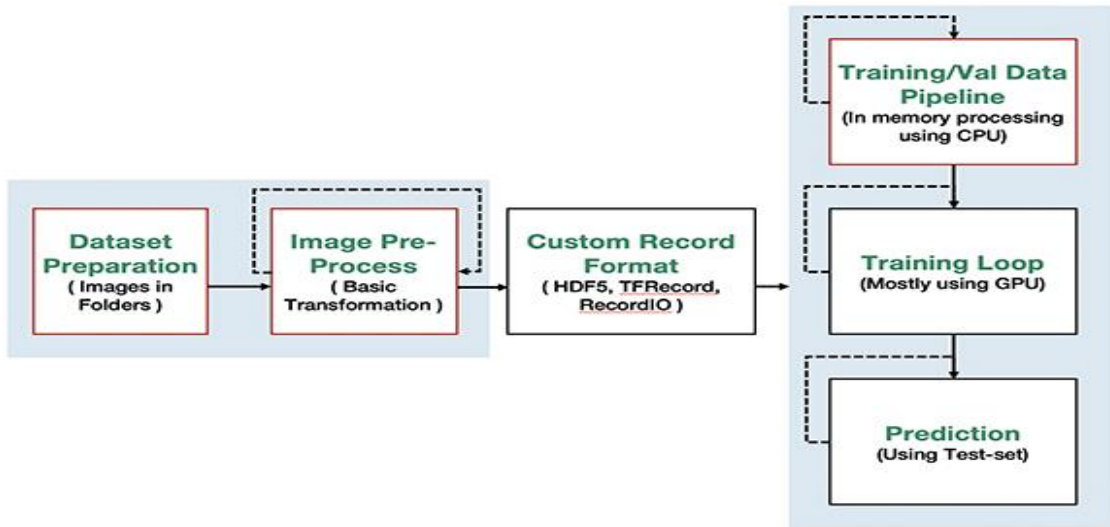 Dataset
Preparation
( Images in
Folders )
Image Pre-
Process
( Basic
Transformation )
Custom Record
Format
( HDF5, TFRecord,
RecordIO )
Training/Val Data
Pipeline
(In memory processing
using CPU)
Training Loop
(Mostly using GPU)
Prediction
(Using Test-set)